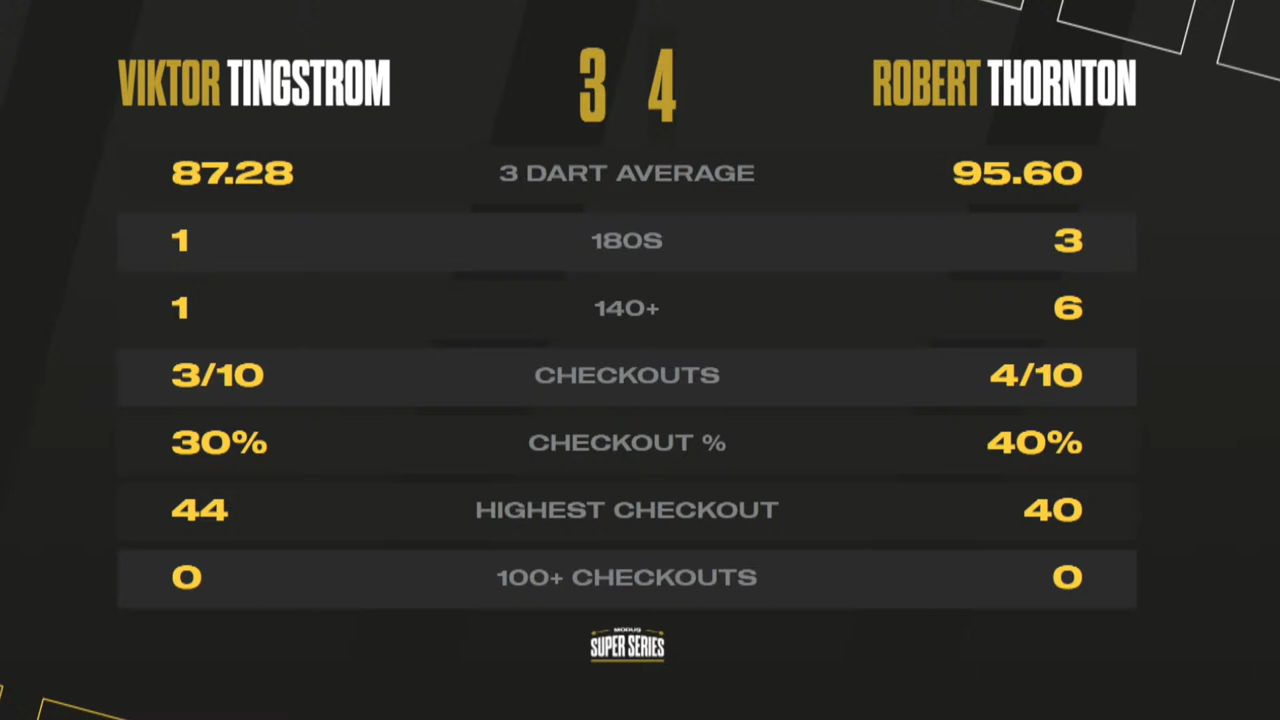 VIKTOR TINGSTROM 3 4 ROBERT THORNTON
87.28 3 DART AVERAGE 95.60
1 180S 3
1 140+ 6
3/10 CHECKOUTS 4/10
30% CHECKOUT % 40%
44 HIGHEST CHECKOUT 40
0 100+ CHECKOUTS 0
MODUS
SUPER SERIES